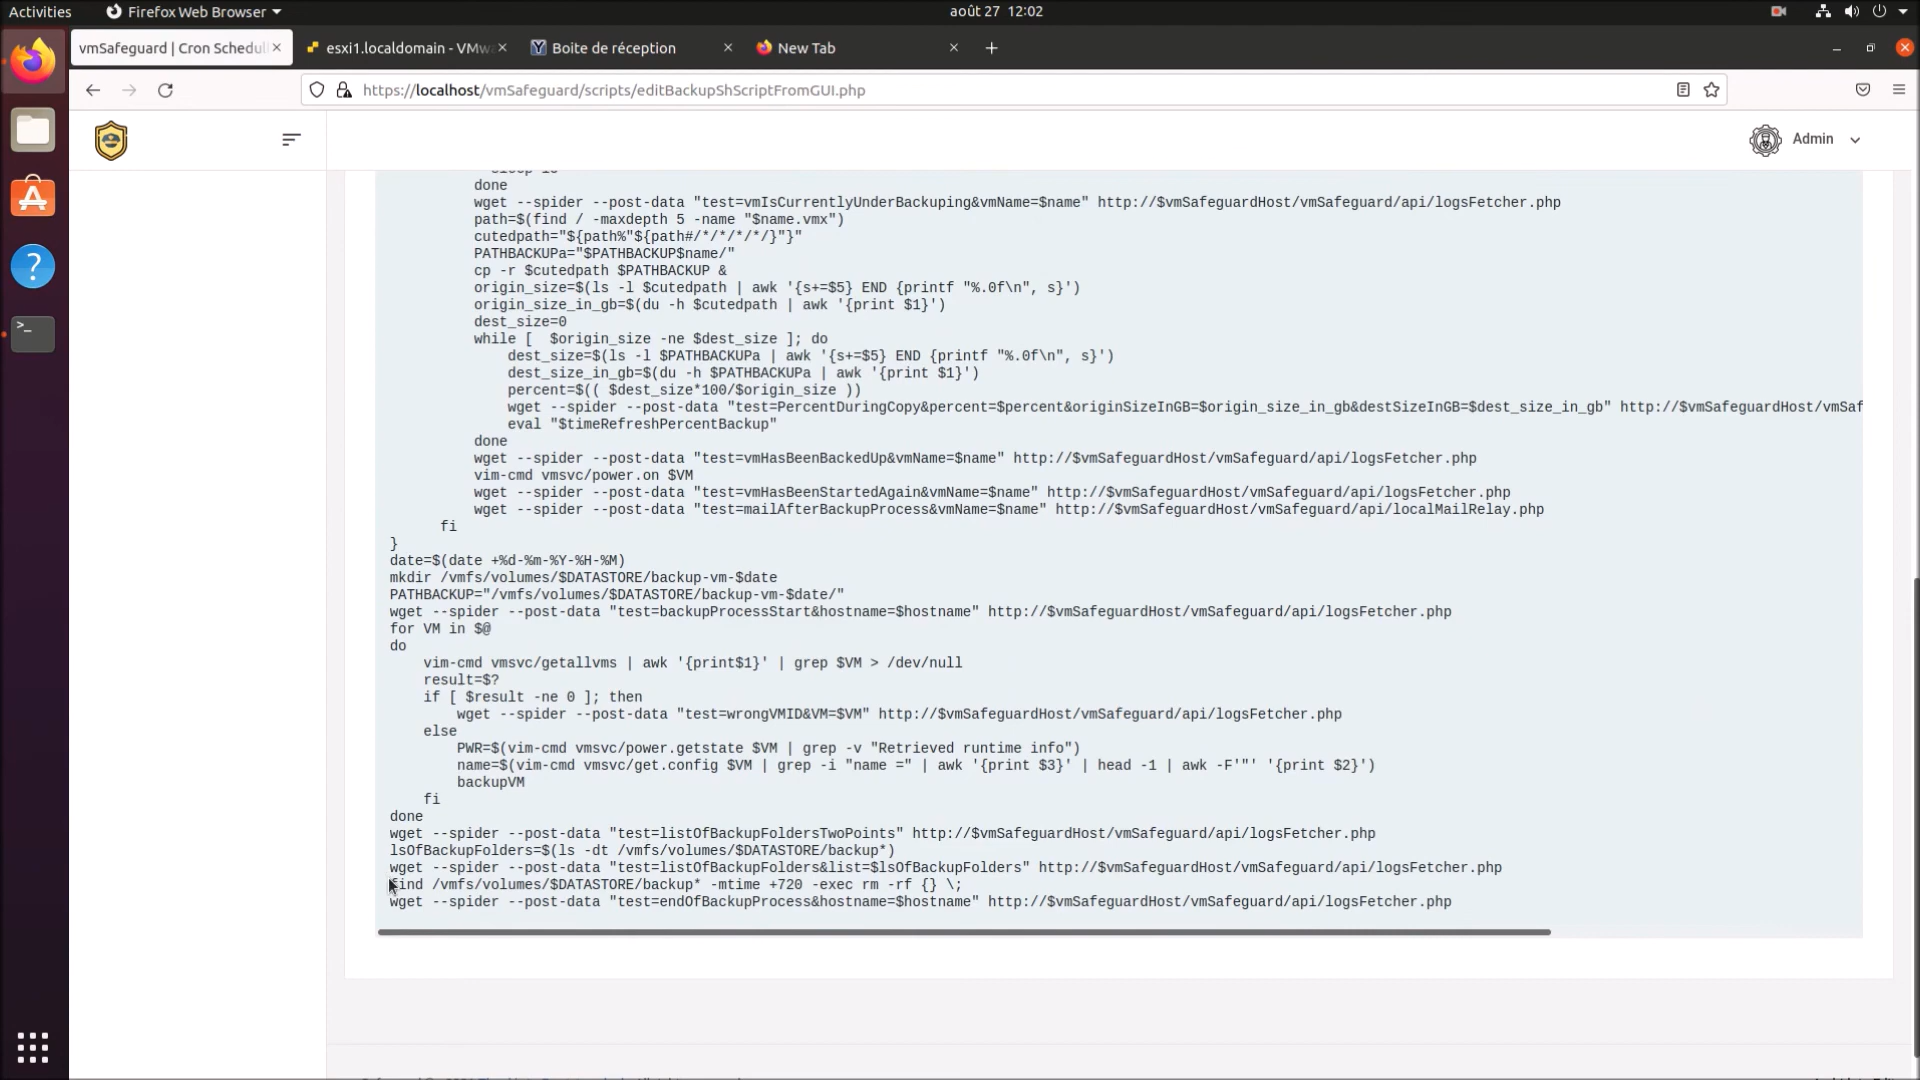 Activities
Firefox Web Browser
août 27 12:02
vmSafeguard | Cron Schedul
esxi1.localdomain - VMw
Boite de réception
New Tab
https://localhost/vmSafeguard/scripts/editBackupShScriptFromGUI.php
Admin
done
wget --spider --post-data "test=vmIsCurrentlyUnderBackuping&vmName=$name" http://$vmSafeguardHost/vmSafeguard/api/logsFetcher.php
path=$(find / -maxdepth 5 -name "$name.vmx")
cutedpath="${path%"${path#/*/*/*/*/}"}"
PATHBACKUPa="$PATHBACKUP$name/"
cp -r $cutedpath $PATHBACKUP &
origin_size=$(ls -l $cutedpath | awk '{s+=$5} END {printf "%.0f\n", s}')
origin_size_in_gb=$(du -h $cutedpath | awk '{print $1}')
dest_size=0
while [  $origin_size -ne $dest_size ]; do
dest_size=$(ls -l $PATHBACKUPa | awk '{s+=$5} END {printf "%.0f\n", s}')
dest_size_in_gb=$(du -h $PATHBACKUPa | awk '{print $1}')
percent=$(( $dest_size*100/$origin_size ))
wget --spider --post-data "test=PercentDuringCopy&percent=$percent&originSizeInGB=$origin_size_in_gb&destSizeInGB=$dest_size_in_gb" http://$vmSafeguardHost/vmSaf
eval "$timeRefreshPercentBackup"
done
wget --spider --post-data "test=vmHasBeenBackedUp&vmName=$name" http://$vmSafeguardHost/vmSafeguard/api/logsFetcher.php
vim-cmd vmsvc/power.on $VM
wget --spider --post-data "test=vmHasBeenStartedAgain&vmName=$name" http://$vmSafeguardHost/vmSafeguard/api/logsFetcher.php
wget --spider --post-data "test=mailAfterBackupProcess&vmName=$name" http://$vmSafeguardHost/vmSafeguard/api/localMailRelay.php
fi
}
date=$(date +%d-%m-%Y-%H-%M)
mkdir /vmfs/volumes/$DATASTORE/backup-vm-$date
PATHBACKUP="/vmfs/volumes/$DATASTORE/backup-vm-$date/"
wget --spider --post-data "test=backupProcessStart&hostname=$hostname" http://$vmSafeguardHost/vmSafeguard/api/logsFetcher.php
for VM in $@
do
vim-cmd vmsvc/getallvms | awk '{print$1}' | grep $VM > /dev/null
result=$?
if [ $result -ne 0 ]; then
wget --spider --post-data "test=wrongVMID&VM=$VM" http://$vmSafeguardHost/vmSafeguard/api/logsFetcher.php
else
PWR=$(vim-cmd vmsvc/power.getstate $VM | grep -v "Retrieved runtime info")
name=$(vim-cmd vmsvc/get.config $VM | grep -i "name =" | awk '{print $3}' | head -1 | awk -F'"' '{print $2}')
backupVM
fi
done
wget --spider --post-data "test=listOfBackupFoldersTwoPoints" http://$vmSafeguardHost/vmSafeguard/api/logsFetcher.php
lsOfBackupFolders=$(ls -dt /vmfs/volumes/$DATASTORE/backup*)
wget --spider --post-data "test=listOfBackupFolders&list=$lsOfBackupFolders" http://$vmSafeguardHost/vmSafeguard/api/logsFetcher.php
find /vmfs/volumes/$DATASTORE/backup* -mtime +720 -exec rm -rf {} \;
wget --spider --post-data "test=endOfBackupProcess&hostname=$hostname" http://$vmSafeguardHost/vmSafeguard/api/logsFetcher.php